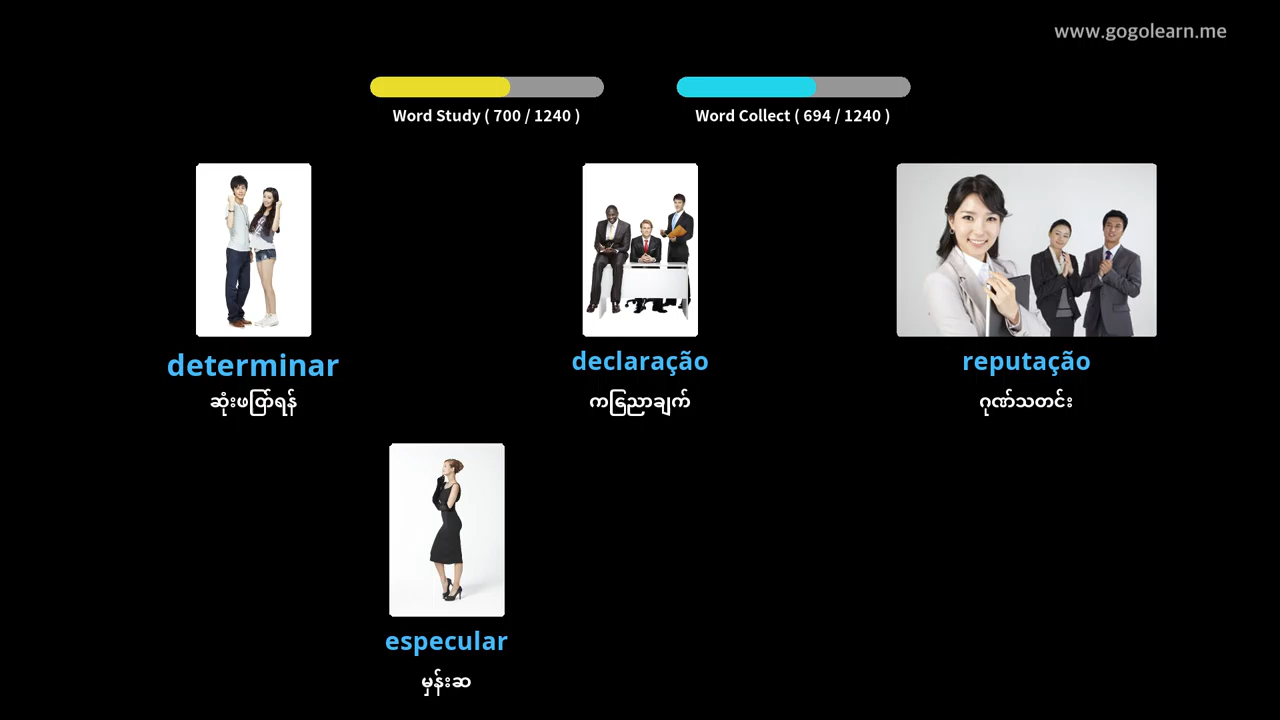 www.gogolearn.me
Word Study ( 700 / 1240 )
Word Collect ( 694 / 1240 )
determinar
ဆုံးဖြတ်ရန်
declaração
ကြေညာချက်
reputação
ဂုဏ်သတင်း
especular
မှန်းဆ